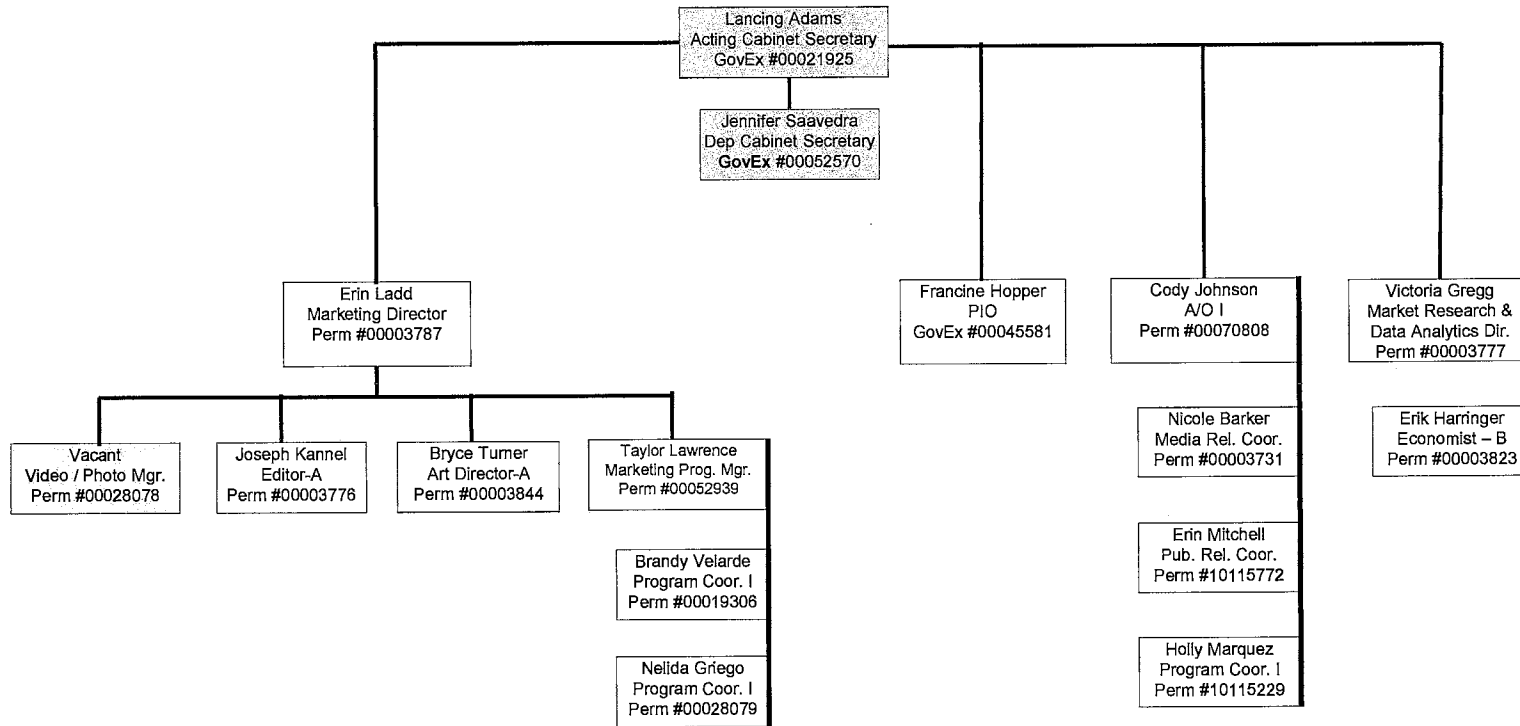 Lancing Adams
Acting Cabinet Secretary
GovEx #00021925
Jennifer Saavedra
Dep Cabinet Secretary
GovEx #00052570
Erin Ladd
Marketing Director
Perm #00003787
Francine Hopper
PIO
GovEx #00045581
Cody Johnson
A/O I
Perm #00070808
Victoria Gregg
Market Research &
Data Analytics Dir.
Perm #00003777
Vacant
Video / Photo Mgr.
Perm #00028078
Joseph Kannel
Editor-A
Perm #00003776
Bryce Turner
Art Director-A
Perm #00003844
Taylor Lawrence
Marketing Prog. Mgr.
Perm #00052939
Nicole Barker
Media Rel. Coor.
Perm #00003731
Erik Harringer
Economist – B
Perm #00003823
Brandy Velarde
Program Coor. I
Perm #00019306
Erin Mitchell
Pub. Rel. Coor.
Perm #10115772
Nelida Griego
Program Coor. I
Perm #00028079
Holly Marquez
Program Coor. I
Perm #10115229